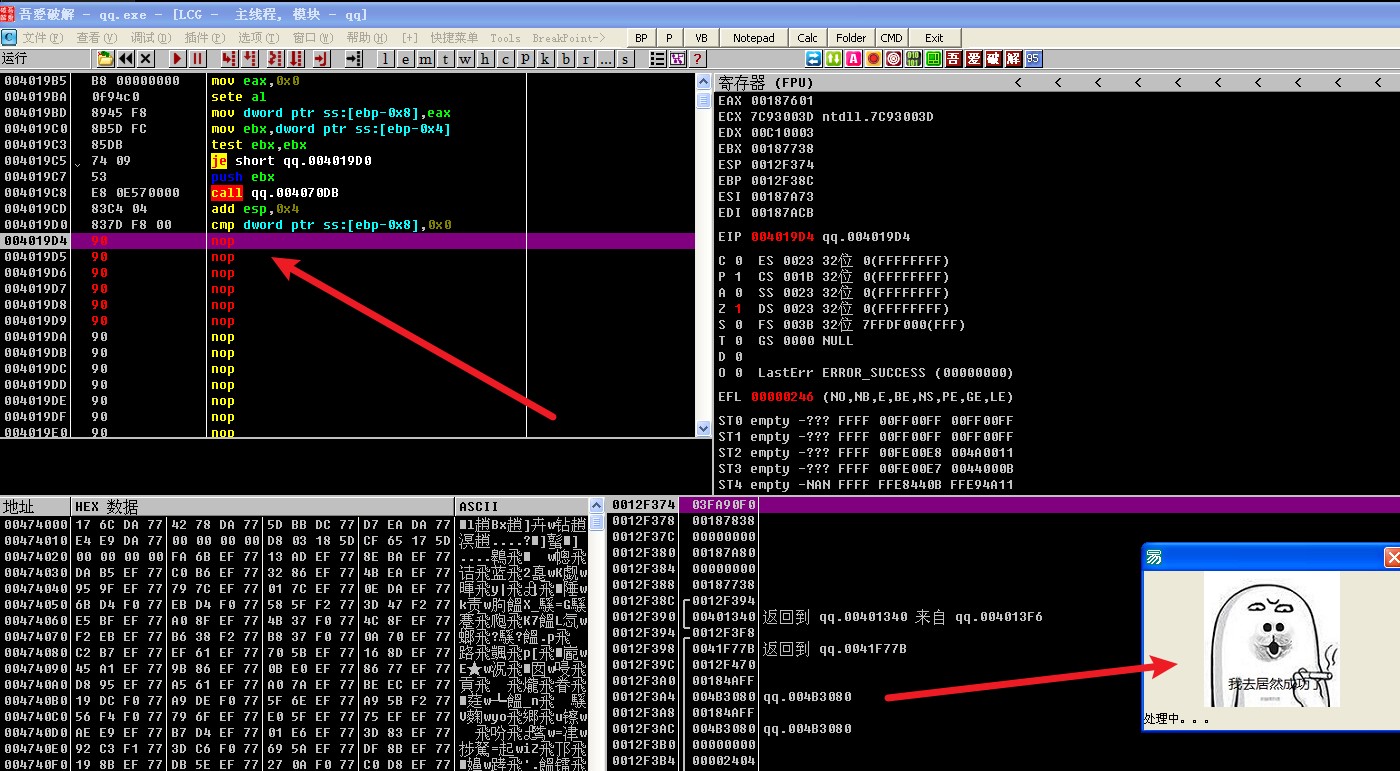 吾爱破解 - qq.exe - [LCG - 主线程, 模块 - qq]
文件(F) 查看(V) 调试(D) 插件(P) 选项(T) 窗口(W) 帮助(H) [+] 快捷菜单 Tools BreakPoint->
BP P VB Notepad Calc Folder CMD Exit
运行
l e m t w h c p k b r ... s
? 吾 爱 破 解 95
004019B5 B8 00000000 mov eax,0x0
004019BA 0F94C0 sete al
004019BD 8945 F8 mov dword ptr ss:[ebp-0x8],eax
004019C0 8B5D FC mov ebx,dword ptr ss:[ebp-0x4]
004019C3 85DB test ebx,ebx
004019C5 74 09 je short qq.004019D0
004019C7 53 push ebx
004019C8 E8 0E570000 call qq.004070DB
004019CD 83C4 04 add esp,0x4
004019D0 837D F8 00 cmp dword ptr ss:[ebp-0x8],0x0
004019D4 90 nop
004019D5 90 nop
004019D6 90 nop
004019D7 90 nop
004019D8 90 nop
004019D9 90 nop
004019DA 90 nop
004019DB 90 nop
004019DC 90 nop
004019DD 90 nop
004019DE 90 nop
004019DF 90 nop
004019E0 90 nop
寄存器 (FPU) < < < < < < < < < <
EAX 00187601
ECX 7C93003D ntdll.7C93003D
EDX 00C10003
EBX 00187738
ESP 0012F374
EBP 0012F38C
ESI 00187A73
EDI 00187ACB
EIP 004019D4 qq.004019D4
C 0 ES 0023 32位 0(FFFFFFFF)
P 1 CS 001B 32位 0(FFFFFFFF)
A 0 SS 0023 32位 0(FFFFFFFF)
Z 1 DS 0023 32位 0(FFFFFFFF)
S 0 FS 003B 32位 7FFDF000(FFF)
T 0 GS 0000 NULL
D 0
O 0 LastErr ERROR_SUCCESS (00000000)
EFL 00000246 (NO,NB,E,BE,NS,PE,GE,LE)
ST0 empty -??? FFFF 00FF00FF 00FF00FF
ST1 empty -??? FFFF 00FF00FF 00FF00FF
ST2 empty -??? FFFF 00FE00E8 004A0011
ST3 empty -??? FFFF 00FE00E7 0044000B
ST4 empty -NAN FFFF FFE8440B FFE94A11
地址 HEX 数据 ASCII
00474000 17 6C DA 77 42 78 DA 77 5D BB DC 77 D7 EA DA 77
00474010 E4 E9 DA 77 00 00 00 00 D8 03 18 5D CF 65 17 5D
00474020 00 00 00 00 FA 6B EF 77 13 AD EF 77 8E BA EF 77
00474030 DA B5 EF 77 C0 B6 EF 77 32 86 EF 77 4B EA EF 77
00474040 95 9F EF 77 79 7C EF 77 01 7C EF 77 0E DA EF 77
00474050 6B D4 F0 77 EB D4 F0 77 58 5F F2 77 3D 47 F2 77
00474060 E5 BF EF 77 A0 8F EF 77 4B 37 F0 77 4C 8F EF 77
00474070 F2 EB EF 77 B6 38 F2 77 B8 37 F0 77 0A 70 EF 77
00474080 C2 B7 EF 77 EF 61 EF 77 70 5B EF 77 16 8D EF 77
00474090 45 A1 EF 77 9B 86 EF 77 0B E0 EF 77 86 77 EF 77
004740A0 D8 95 EF 77 A5 61 EF 77 A0 7A EF 77 BE EC EF 77
004740B0 19 DC F0 77 A9 DE F0 77 5F 6E EF 77 A9 5B F2 77
004740C0 56 F4 F0 77 79 6F EF 77 E0 5F EF 77 75 EF EF 77
004740D0 AE E9 EF 77 B7 D4 EF 77 01 E6 EF 77 3D 83 EF 77
004740E0 92 C3 F1 77 3D C6 F0 77 69 5A EF 77 DF 8B EF 77
004740F0 19 8B EF 77 DB 5E EF 77 27 0A F0 77 C0 D8 EF 77
0012F374 03FA90F0
0012F378 00187838
0012F37C 00000000
0012F380 00187A80
0012F384 00000000
0012F388 00187738
0012F38C 0012F394
0012F390 00401340 返回到 qq.00401340 来自 qq.004013F6
0012F394 0012F3F8
0012F398 0041F77B 返回到 qq.0041F77B
0012F39C 0012F470
0012F3A0 00184AFF
0012F3A4 004B3080 qq.004B3080
0012F3A8 00184AFF
0012F3AC 004B3080 qq.004B3080
0012F3B0 00000000
0012F3B4 00002404
易
我去居然成功了
处理中。。。